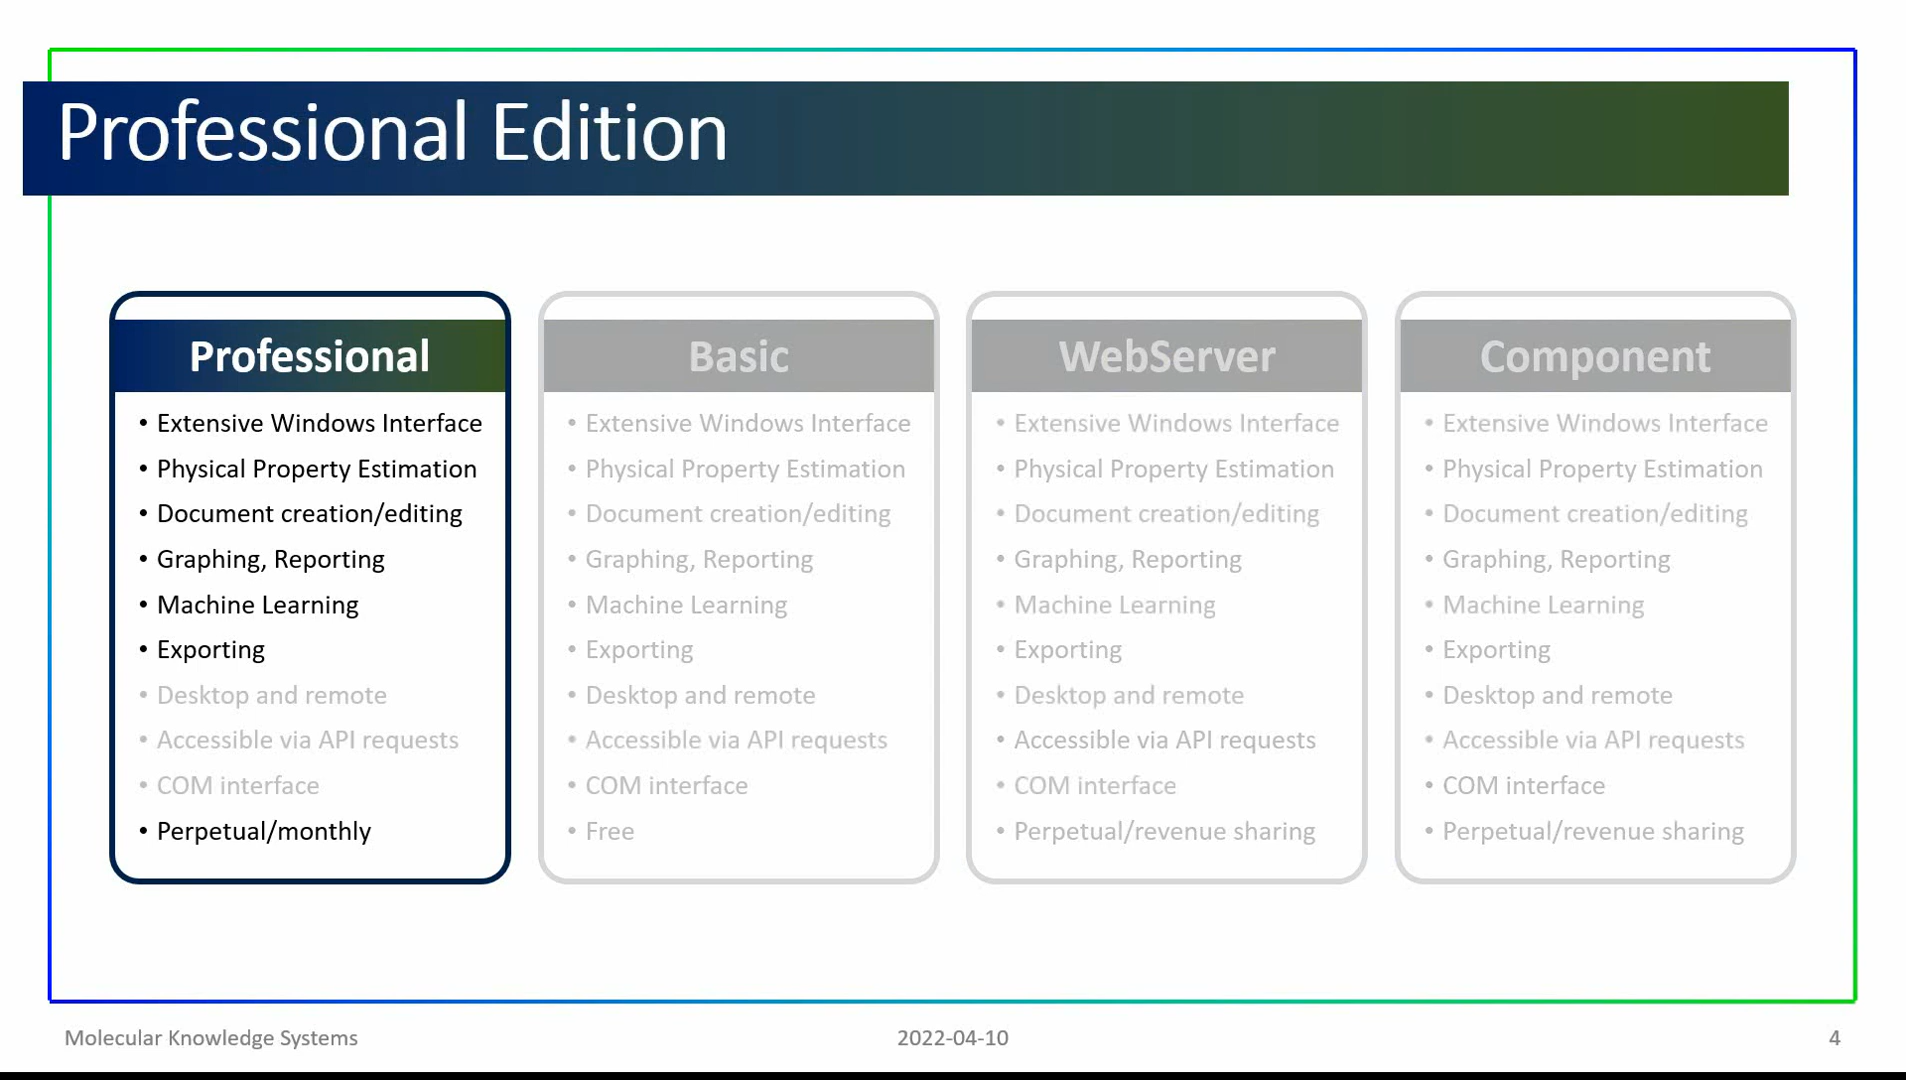 Professional Edition
Professional
• Extensive Windows Interface
• Physical Property Estimation
• Document creation/editing
• Graphing, Reporting
• Machine Learning
• Exporting
• Desktop and remote
• Accessible via API requests
• COM interface
• Perpetual/monthly
Basic
• Extensive Windows Interface
• Physical Property Estimation
• Document creation/editing
• Graphing, Reporting
• Machine Learning
• Exporting
• Desktop and remote
• Accessible via API requests
• COM interface
• Free
WebServer
• Extensive Windows Interface
• Physical Property Estimation
• Document creation/editing
• Graphing, Reporting
• Machine Learning
• Exporting
• Desktop and remote
• Accessible via API requests
• COM interface
• Perpetual/revenue sharing
Component
• Extensive Windows Interface
• Physical Property Estimation
• Document creation/editing
• Graphing, Reporting
• Machine Learning
• Exporting
• Desktop and remote
• Accessible via API requests
• COM interface
• Perpetual/revenue sharing
Molecular Knowledge Systems
2022-04-10
4